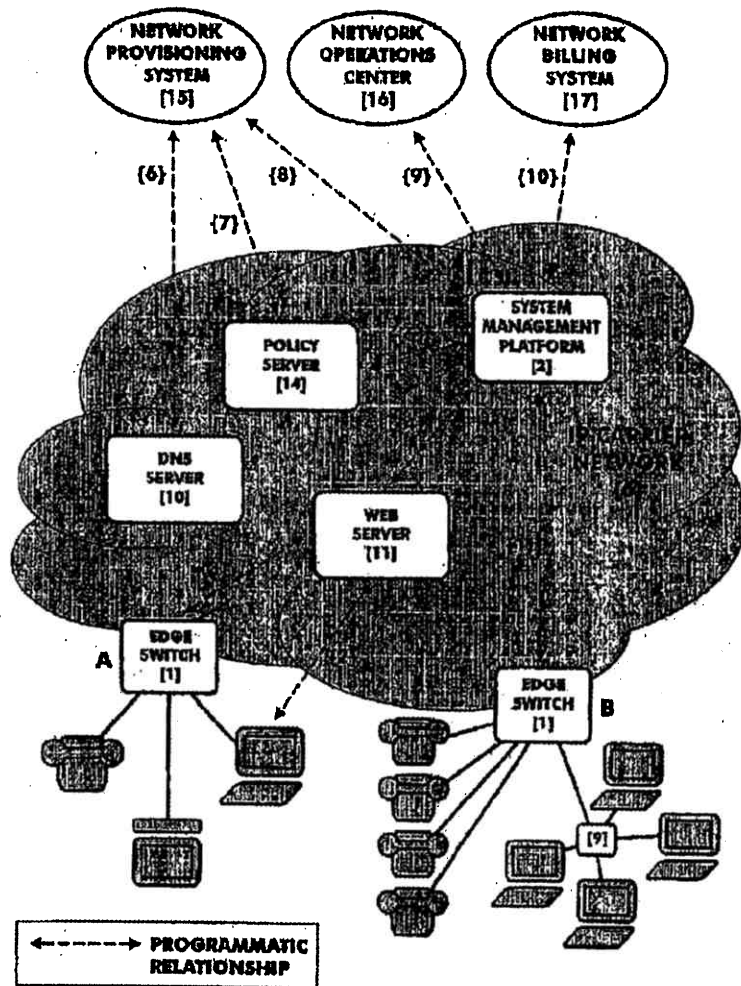 NETWORK
PROVISIONING
SYSTEM
[15]
NETWORK
OPERATIONS
CENTER
[16]
NETWORK
BILLING
SYSTEM
[17]
{6}
{7}
{8}
{9}
{10}
POLICY
SERVER
[14]
SYSTEM
MANAGEMENT
PLATFORM
[2]
DNS
SERVER
[10]
WEB
SERVER
[11]
CARRIER
NETWORK
A
EDGE
SWITCH
[1]
EDGE
SWITCH
[1]
B
[9]
PROGRAMMATIC
RELATIONSHIP